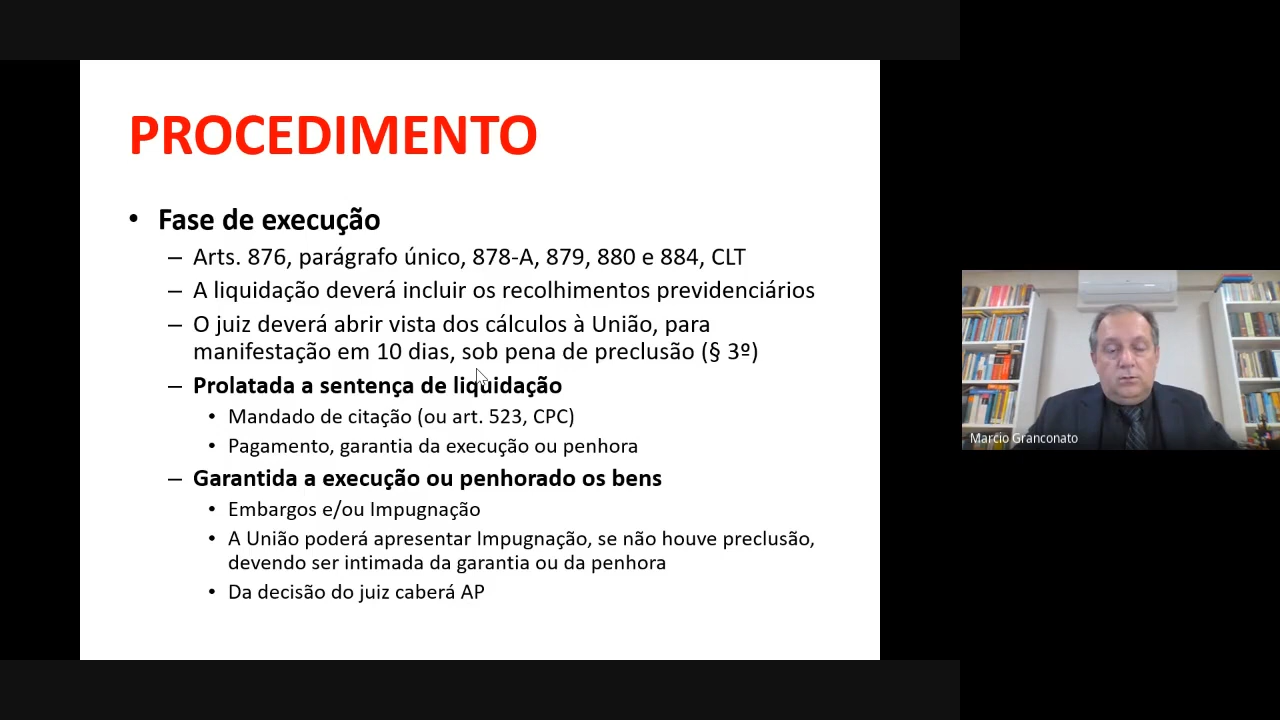 PROCEDIMENTO
• Fase de execução
– Arts. 876, parágrafo único, 878-A, 879, 880 e 884, CLT
– A liquidação deverá incluir os recolhimentos previdenciários
– O juiz deverá abrir vista dos cálculos à União, para
manifestação em 10 dias, sob pena de preclusão (§ 3º)
– Prolatada a sentença de liquidação
• Mandado de citação (ou art. 523, CPC)
• Pagamento, garantia da execução ou penhora
– Garantida a execução ou penhorado os bens
• Embargos e/ou Impugnação
• A União poderá apresentar Impugnação, se não houve preclusão,
devendo ser intimada da garantia ou da penhora
• Da decisão do juiz caberá AP
Marcio Granconato